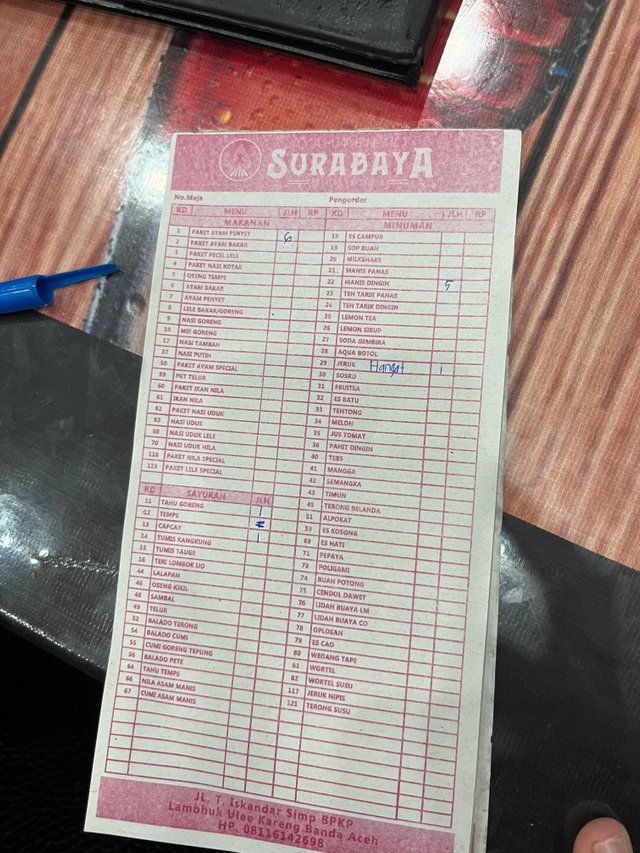 AYAM PENYET
SURABAYA
No.Meja Pengorder
KD MENU JLH RP
MAKANAN
1 PAKET AYAM PENYET 6
2 PAKET AYAM BAKAR
3 PAKET PECEL LELE
4 PAKET NASI KOTAK
5 OSENG TEMPE
6 AYAM BAKAR
7 AYAM PENYET
8 LELE BAKAR/GORENG
9 NASI GORENG
10 MIE GORENG
17 NASI TAMBAH
37 NASI PUTIH
50 PAKET AYAM SPECIAL
59 PKT TELUR
60 PAKET IKAN NILA
61 IKAN NILA
62 PAKET NASI UDUK
63 NASI UDUK
68 NASI UDUK LELE
70 NASI UDUK NILA
118 PAKET NILA SPECIAL
119 PAKET LELE SPECIAL
KD SAYURAN JLH
11 TAHU GORENG 1
12 TEMPE
13 CAPCAY 1
14 TUMIS KANGKUNG
15 TUMIS TAUGE
16 TERI LOMBOK IJO
44 LALAPAN
46 OSENG KIKIL
48 SAMBAL
49 TELUR
52 BALADO TERONG
54 BALADO CUMI
55 CUMI GORENG TEPUNG
56 BALADO PETE
64 TAHU TEMPE
66 NILA ASAM MANIS
67 CUMI ASAM MANIS
KD MENU JLH RP
MINUMAN
18 ES CAMPUR
19 SOP BUAH
20 MILKSHAKE
21 MANIS PANAS
22 MANIS DINGIN 5
23 TEH TARIK PANAS
24 TEH TARIK DINGIN
25 LEMON TEA
26 LEMON SIRUP
27 SODA GEMBIRA
28 AQUA BOTOL
29 JERUK Hangat 1
30 SOSRO
31 FRUITEA
32 ES BATU
33 TEHTONG
34 MELON
35 JUS TOMAT
36 PAHIT DINGIN
40 TEBS
41 MANGGA
42 SEMANGKA
43 TIMUN
45 TERONG BELANDA
51 ALPOKAT
53 ES KOSONG
69 ES HATI
71 PEPAYA
73 POLIGAMI
74 BUAH POTONG
75 CENDOL DAWET
76 LIDAH BUAYA LM
77 LIDAH BUAYA CO
78 OPLOSAN
79 ES CAO
80 WEDANG TAPE
81 WORTEL
82 WORTEL SUSU
117 JERUK NIPIS
121 TERONG SUSU
JL. T. Iskandar Simp BPKP
Lambhuk Ulee Kareng Banda Aceh
HP. 08116142698